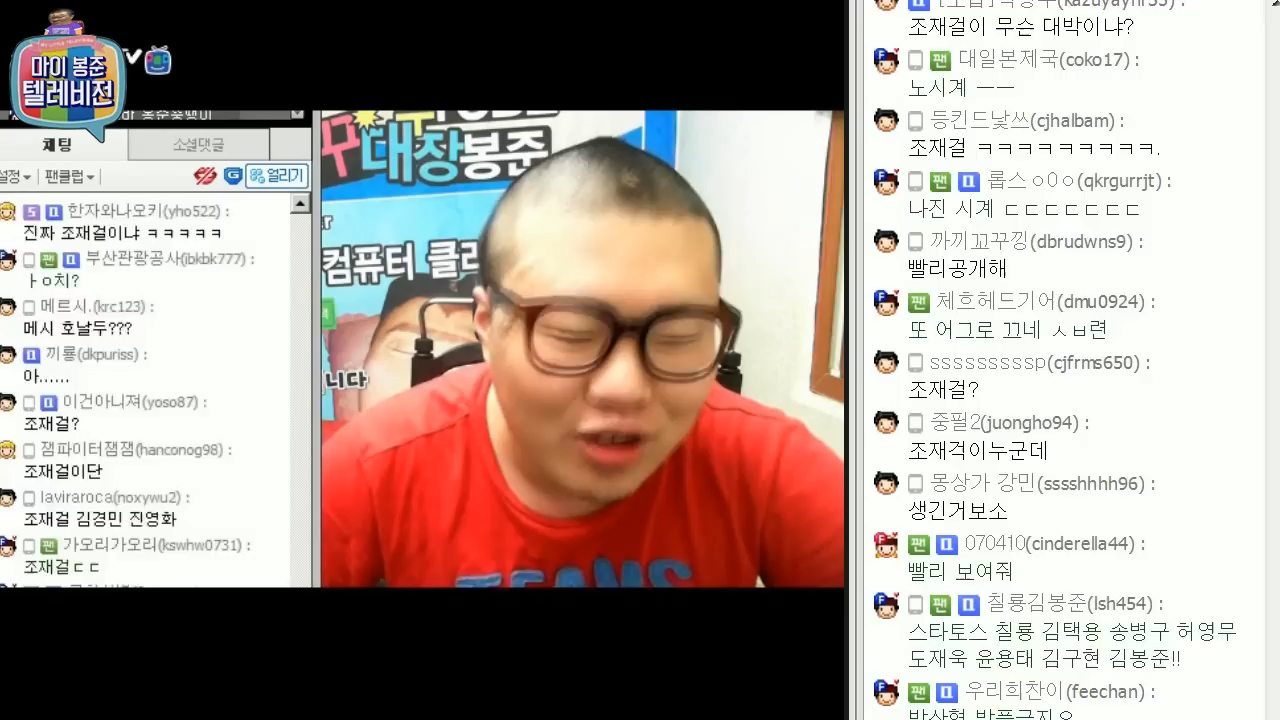 마이 봉준
텔레비전
채팅
소셜댓글
설정
팬클럽
얼리기
한자와나오키(yho522) :
진짜 조재걸이냐 ㅋㅋㅋㅋㅋ
부산관광공사(ibkbk777) :
ㅏㅇ치?
메르시.(krc123) :
메시 호날두???
끼룡(dkpuriss) :
아......
이건아니져(yoso87) :
조재걸?
잼파이터잼잼(hanconog98) :
조재걸이단
laviraroca(noxywu2) :
조재걸 김경민 진영화
가오리가오리(kswhw0731) :
조재걸ㄷㄷ
대장봉준
컴퓨터 클
니다
TEAMS
조재걸이 무슨 대박이냐?
팬 대일본제국(coko17) :
노시계 ㅡㅡ
등킨드낯쓰(cjhalbam) :
조재걸 ㅋㅋㅋㅋㅋㅋㅋㅋㅋ.
팬 롭스ㅇ0ㅇ(qkrgurrjt) :
나진 시계 ㄷㄷㄷㄷㄷㄷㄷ
까끼꼬꾸낑(dbrudwns9) :
빨리공개해
팬 체흐헤드기어(dmu0924) :
또 어그로 끄네 ㅅㅂ련
sssssssssp(cjfrms650) :
조재걸?
중필2(juongho94) :
조재걱이누군데
몽상가 강민(sssshhhh96) :
생긴거보소
팬 070410(cinderella44) :
빨리 보여줘
팬 칠룡김봉준(lsh454) :
스타토스 칠룡 김택용 송병구 허영무
도재욱 윤용태 김구현 김봉준!!
팬 우리희찬이(feechan) :